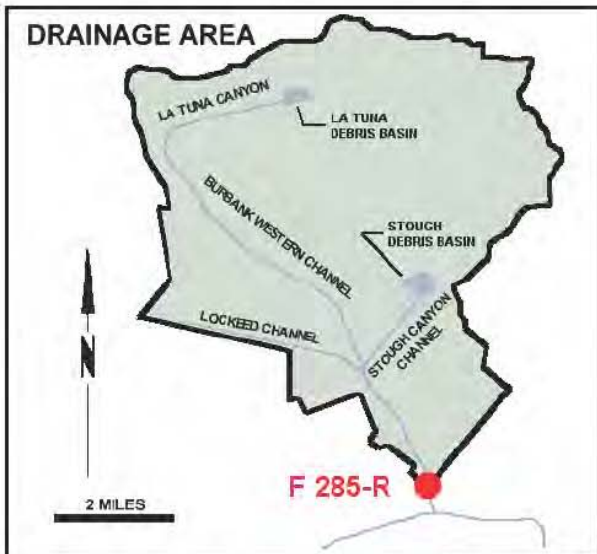 DRAINAGE AREA
LA TUNA CANYON
LA TUNA
DEBRIS BASIN
BURBANK WESTERN CHANNEL
STOUGH
DEBRIS BASIN
LOCKEED CHANNEL
STOUGH CANYON
CHANNEL
N
F 285-R
2 MILES